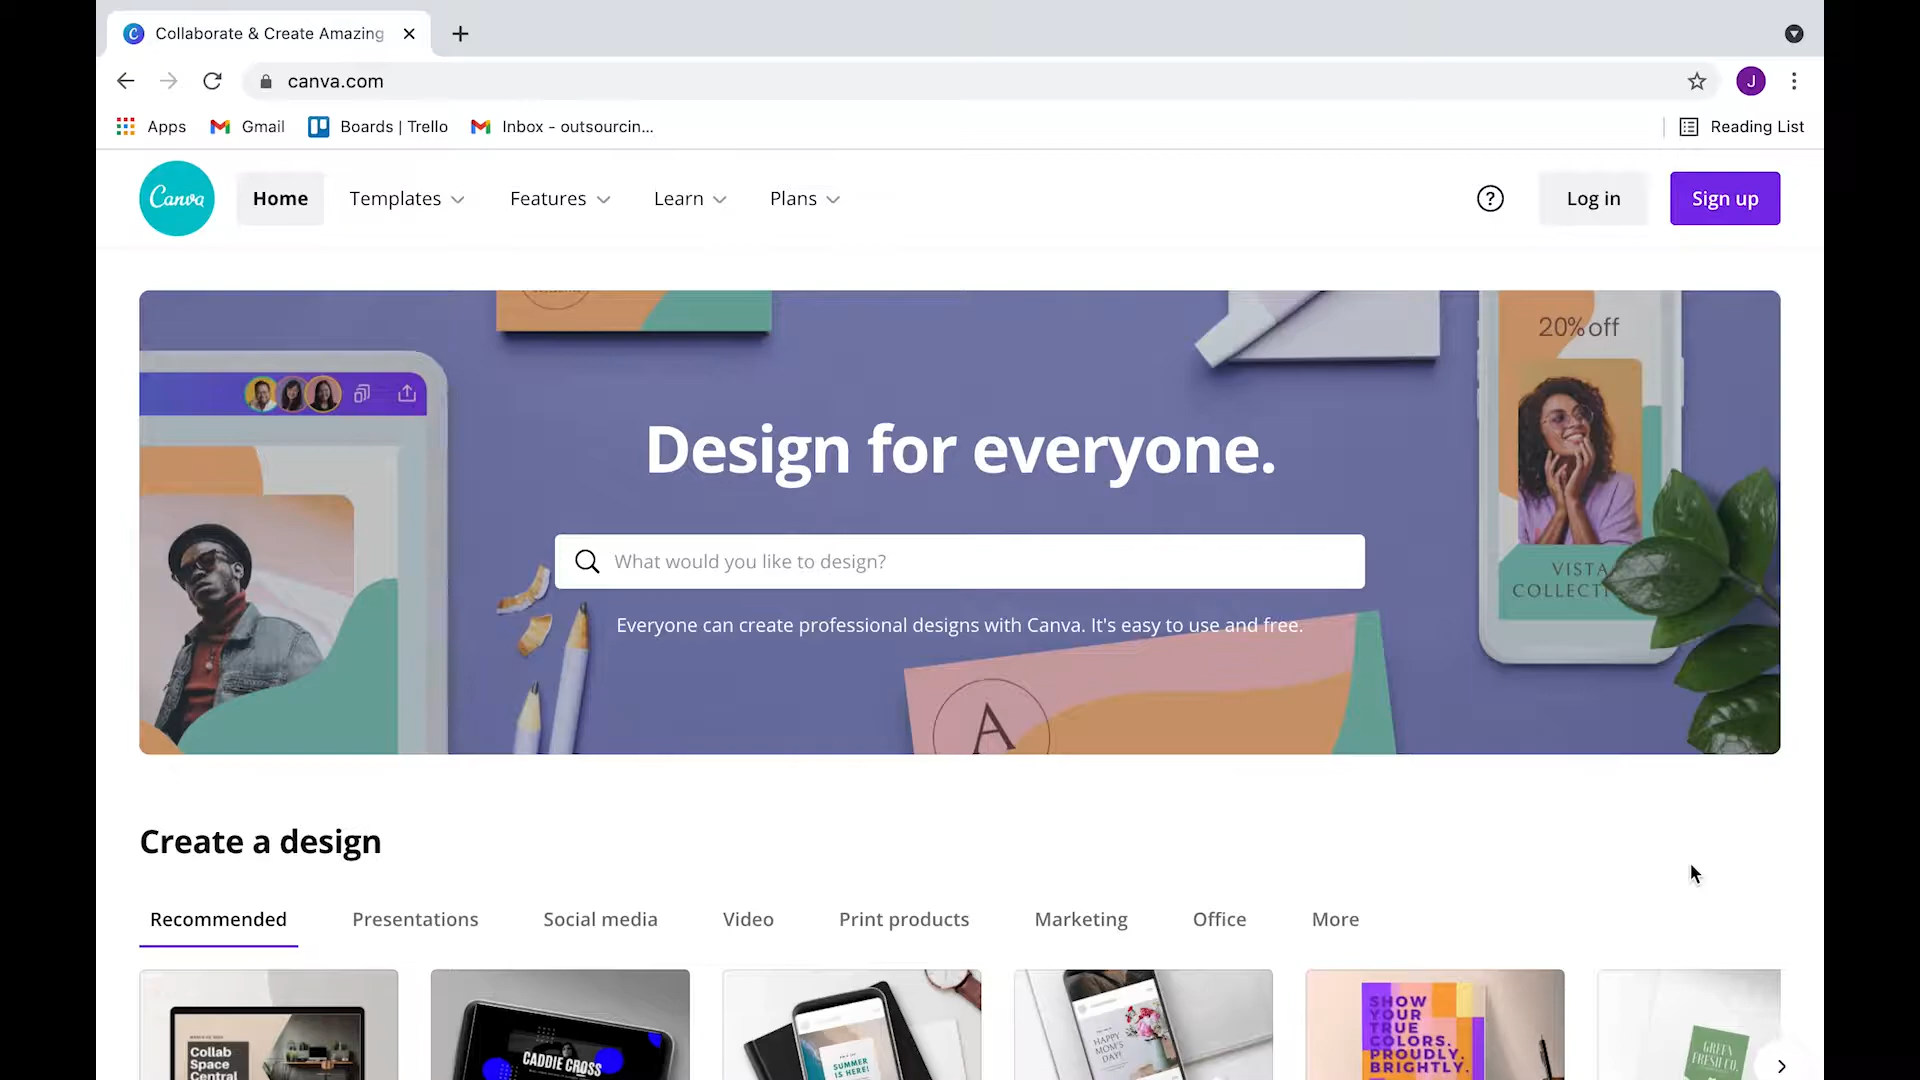 Collaborate & Create Amazing
canva.com
J
Apps
Gmail
Boards | Trello
Inbox - outsourcin...
Reading List
Canva
Home
Templates
Features
Learn
Plans
?
Log in
Sign up
20% off
Design for everyone.
What would you like to design?
VISTA
COLLECTI
Everyone can create professional designs with Canva. It's easy to use and free.
A
Create a design
Recommended
Presentations
Social media
Video
Print products
Marketing
Office
More
Collab
Space
Central
CADDIE CROSS
SUMMER
IS HERE!
HAPPY
MOM'S
DAY!
SHOW
YOUR
TRUE
COLORS.
PROUDLY.
BRIGHTLY.
GREEN
FRESH CO.